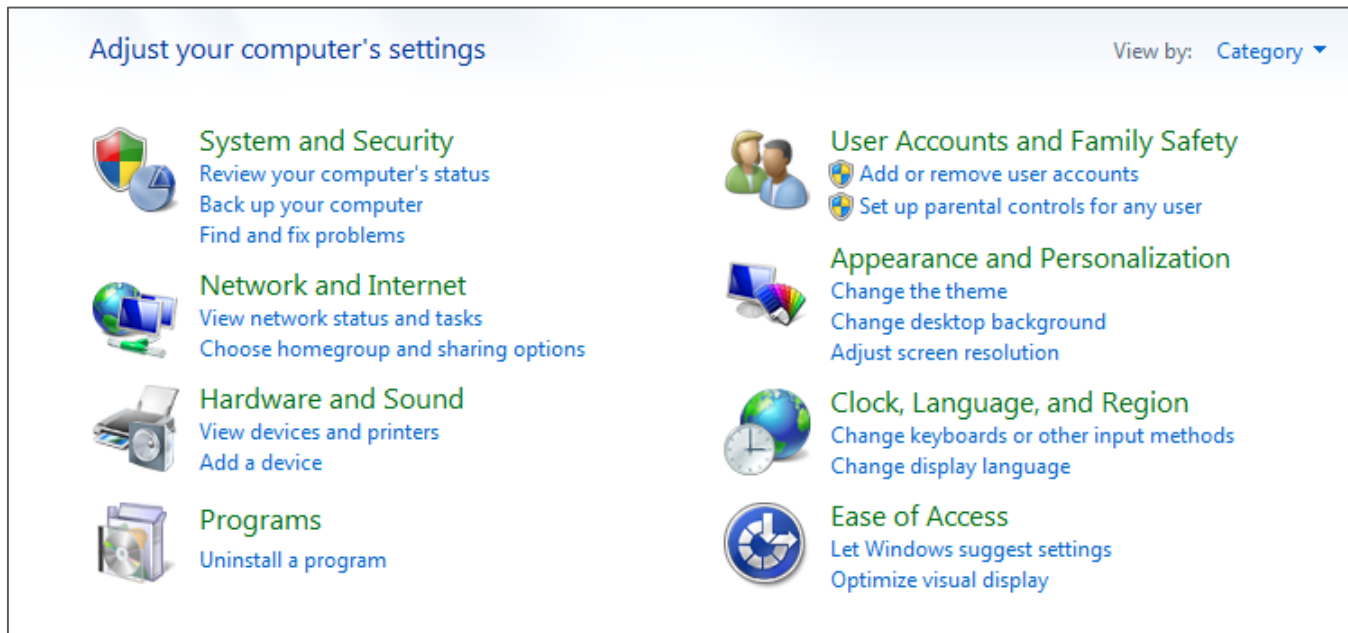 Adjust your computer's settings
View by: Category
System and Security
Review your computer's status
Back up your computer
Find and fix problems
Network and Internet
View network status and tasks
Choose homegroup and sharing options
Hardware and Sound
View devices and printers
Add a device
Programs
Uninstall a program
User Accounts and Family Safety
Add or remove user accounts
Set up parental controls for any user
Appearance and Personalization
Change the theme
Change desktop background
Adjust screen resolution
Clock, Language, and Region
Change keyboards or other input methods
Change display language
Ease of Access
Let Windows suggest settings
Optimize visual display